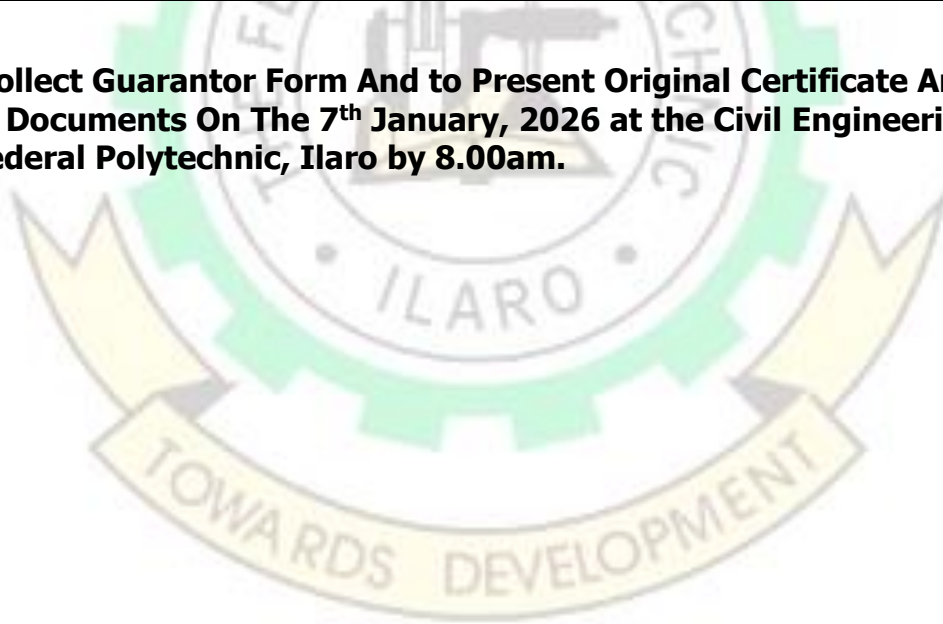 ollect Guarantor Form And to Present Original Certificate
Documents On The 7th January, 2026 at the Civil Engineeri
ederal Polytechnic, Ilaro by 8.00am.
ILARO
TOWARDS DEVELOPMENT